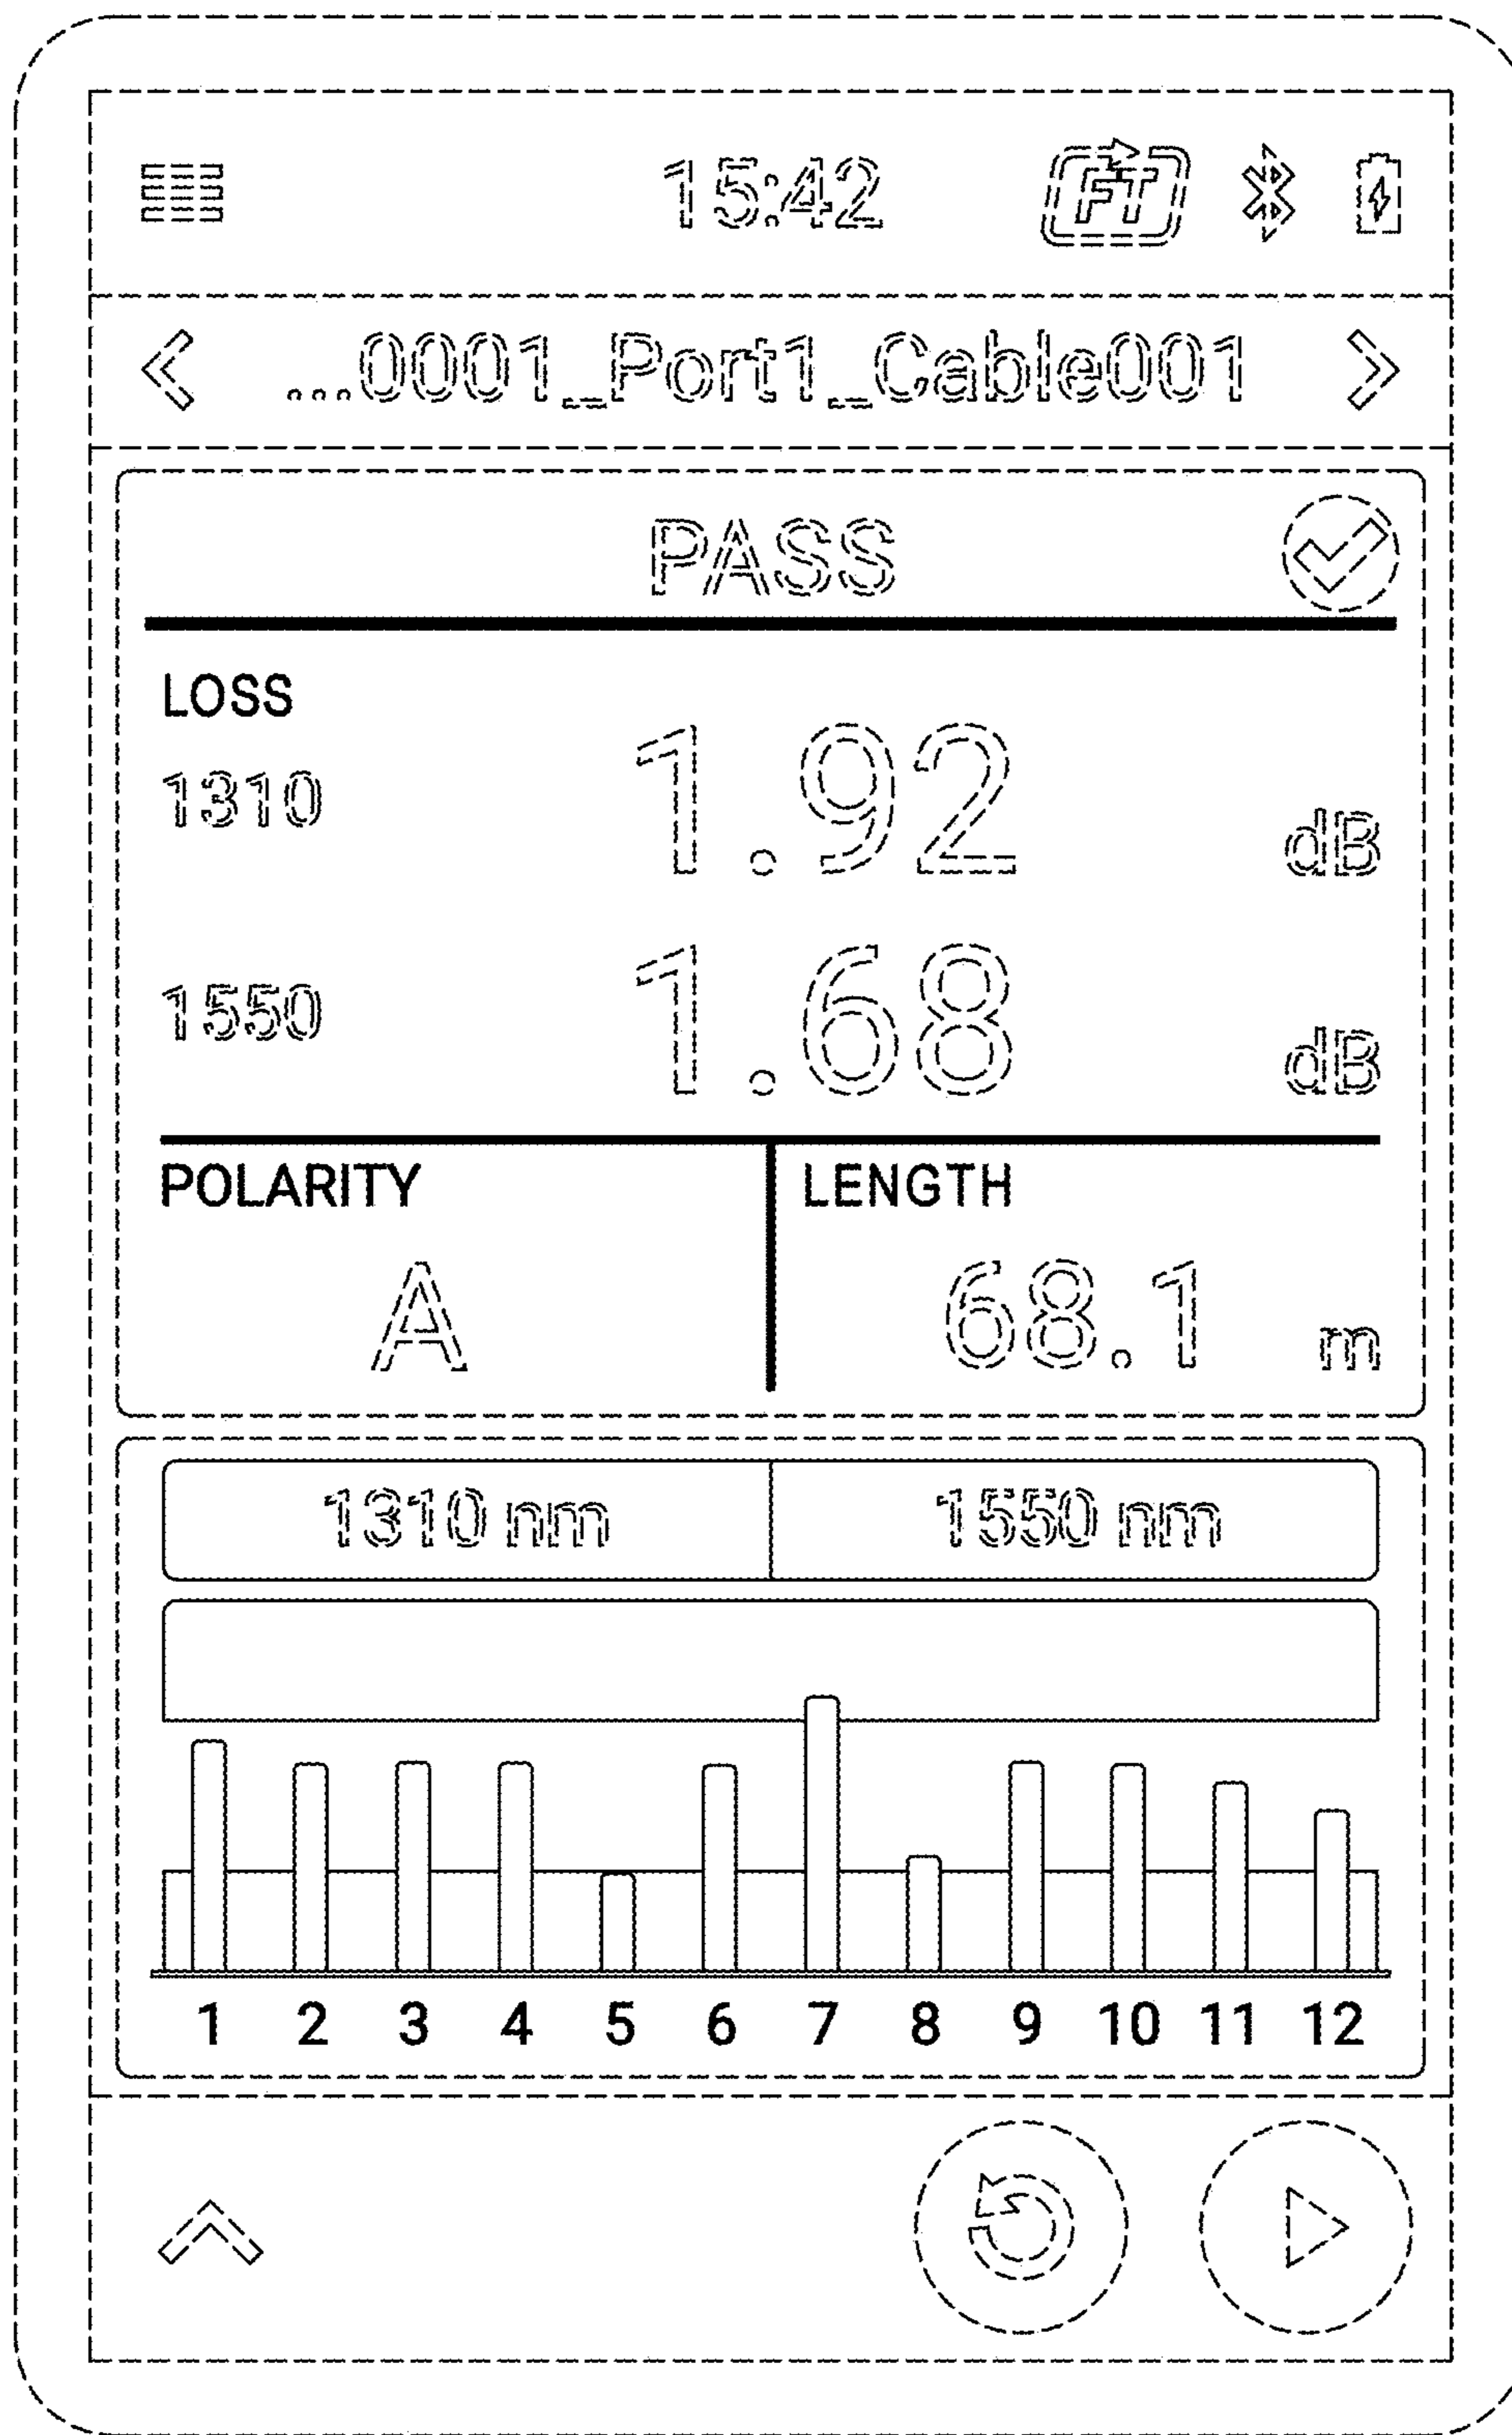 15:42 FT
...0001_Port1_Cable001
PASS
LOSS
1310 1.92 dB
1550 1.68 dB
POLARITY LENGTH
A 68.1 m
1310 nm 1550 nm
1 2 3 4 5 6 7 8 9 10 11 12